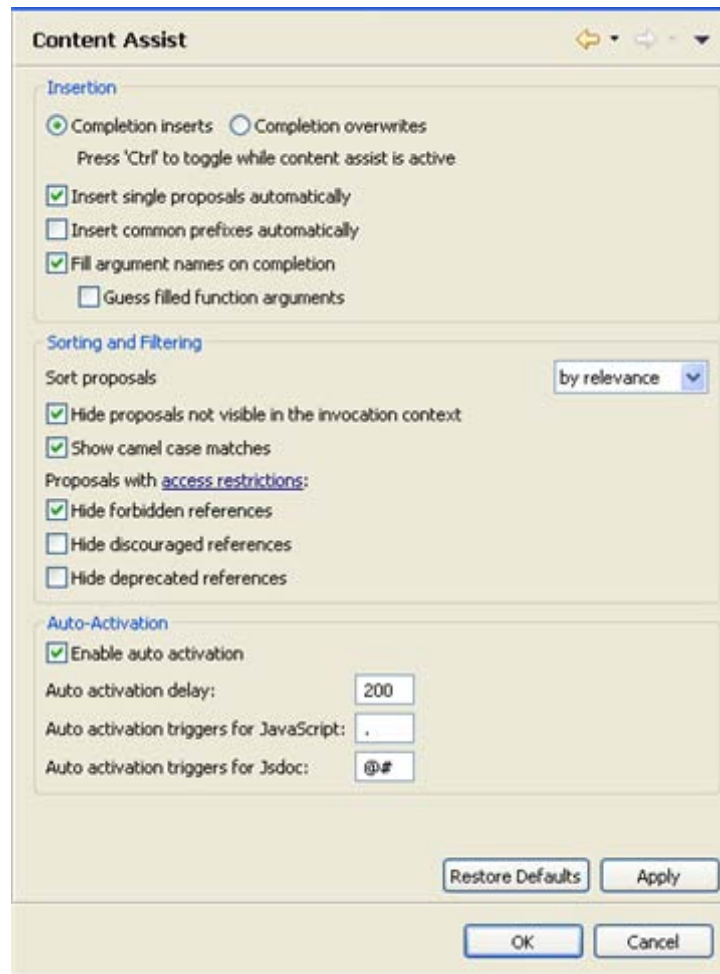 Content Assist
Insertion
Completion inserts Completion overwrites
Press 'Ctrl' to toggle while content assist is active
Insert single proposals automatically
Insert common prefixes automatically
Fill argument names on completion
Guess filled function arguments
Sorting and Filtering
Sort proposals by relevance
Hide proposals not visible in the invocation context
Show camel case matches
Proposals with access restrictions:
Hide forbidden references
Hide discouraged references
Hide deprecated references
Auto-Activation
Enable auto activation
Auto activation delay: 200
Auto activation triggers for JavaScript: .
Auto activation triggers for Jsdoc: @#
Restore Defaults Apply
OK Cancel